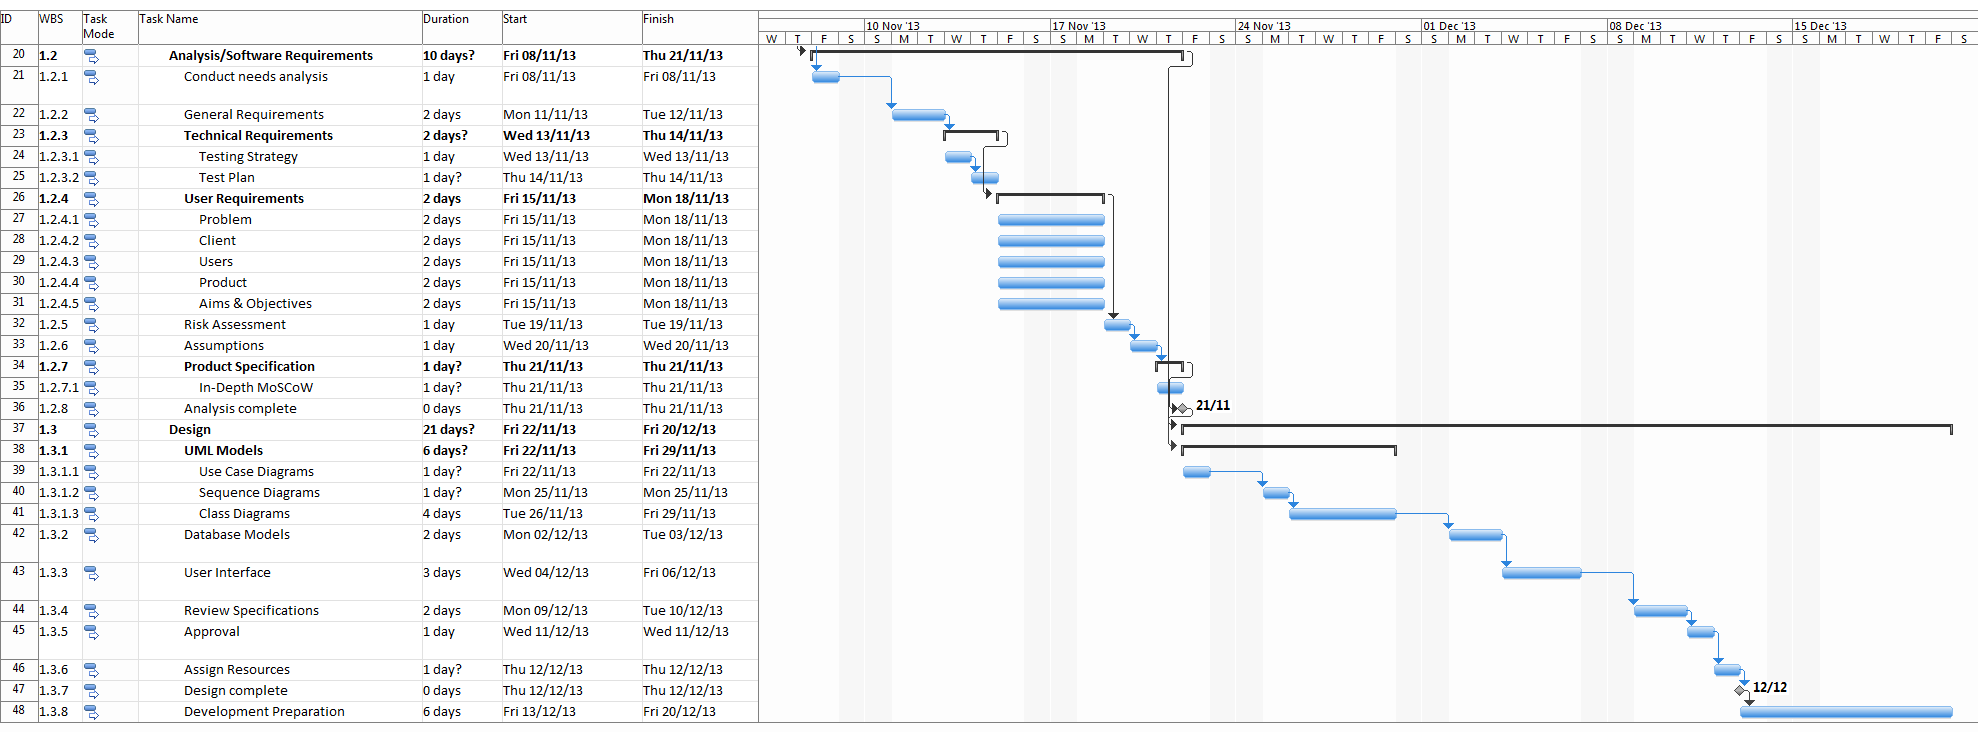 ID WBS Task Mode Task Name Duration Start Finish
10 Nov '13 17 Nov '13 24 Nov '13 01 Dec '13 08 Dec '13 15 Dec '13
W T F S S M T W T F S S M T W T F S S M T W T F S S M T W T F S S M T W T F S S M T W T F S
20 1.2 Analysis/Software Requirements 10 days? Fri 08/11/13 Thu 21/11/13
21 1.2.1 Conduct needs analysis 1 day Fri 08/11/13 Fri 08/11/13
22 1.2.2 General Requirements 2 days Mon 11/11/13 Tue 12/11/13
23 1.2.3 Technical Requirements 2 days? Wed 13/11/13 Thu 14/11/13
24 1.2.3.1 Testing Strategy 1 day Wed 13/11/13 Wed 13/11/13
25 1.2.3.2 Test Plan 1 day? Thu 14/11/13 Thu 14/11/13
26 1.2.4 User Requirements 2 days Fri 15/11/13 Mon 18/11/13
27 1.2.4.1 Problem 2 days Fri 15/11/13 Mon 18/11/13
28 1.2.4.2 Client 2 days Fri 15/11/13 Mon 18/11/13
29 1.2.4.3 Users 2 days Fri 15/11/13 Mon 18/11/13
30 1.2.4.4 Product 2 days Fri 15/11/13 Mon 18/11/13
31 1.2.4.5 Aims & Objectives 2 days Fri 15/11/13 Mon 18/11/13
32 1.2.5 Risk Assessment 1 day Tue 19/11/13 Tue 19/11/13
33 1.2.6 Assumptions 1 day Wed 20/11/13 Wed 20/11/13
34 1.2.7 Product Specification 1 day? Thu 21/11/13 Thu 21/11/13
35 1.2.7.1 In-Depth MoSCoW 1 day? Thu 21/11/13 Thu 21/11/13
36 1.2.8 Analysis complete 0 days Thu 21/11/13 Thu 21/11/13 21/11
37 1.3 Design 21 days? Fri 22/11/13 Fri 20/12/13
38 1.3.1 UML Models 6 days? Fri 22/11/13 Fri 29/11/13
39 1.3.1.1 Use Case Diagrams 1 day? Fri 22/11/13 Fri 22/11/13
40 1.3.1.2 Sequence Diagrams 1 day? Mon 25/11/13 Mon 25/11/13
41 1.3.1.3 Class Diagrams 4 days Tue 26/11/13 Fri 29/11/13
42 1.3.2 Database Models 2 days Mon 02/12/13 Tue 03/12/13
43 1.3.3 User Interface 3 days Wed 04/12/13 Fri 06/12/13
44 1.3.4 Review Specifications 2 days Mon 09/12/13 Tue 10/12/13
45 1.3.5 Approval 1 day Wed 11/12/13 Wed 11/12/13
46 1.3.6 Assign Resources 1 day? Thu 12/12/13 Thu 12/12/13
47 1.3.7 Design complete 0 days Thu 12/12/13 Thu 12/12/13 12/12
48 1.3.8 Development Preparation 6 days Fri 13/12/13 Fri 20/12/13